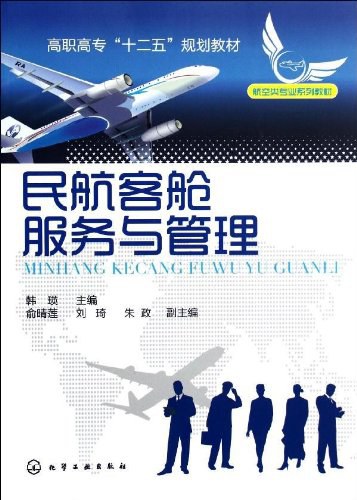 高职高专“十二五”规划教材
航空类专业系列教材
民航客舱
服务与管理
MINHANG KECANG FUWU YU GUANLI
韩 瑛 主编
俞晴莲 刘 琦 朱 政 副主编
化学工业出版社